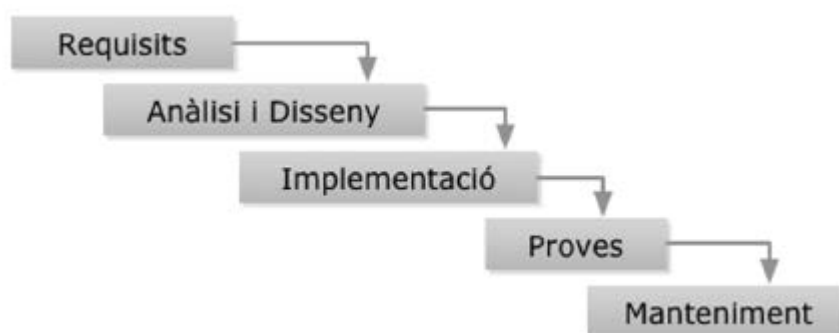 Requisits
Anàlisi i Disseny
Implementació
Proves
Manteniment